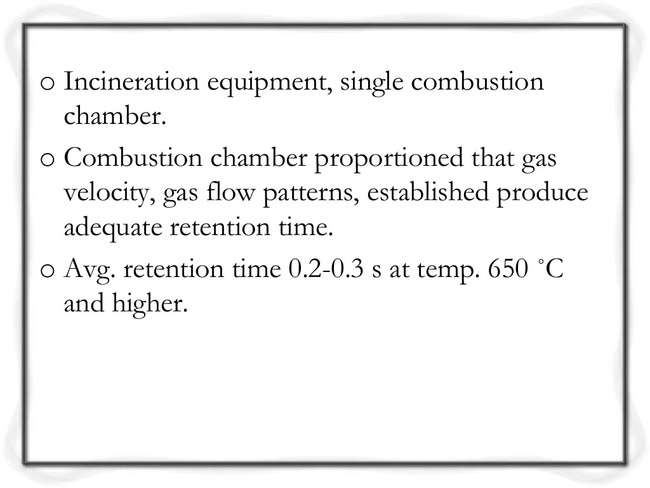 o Incineration equipment, single combustion
chamber.
o Combustion chamber proportioned that gas
velocity, gas flow patterns, established produce
adequate retention time.
o Avg. retention time 0.2-0.3 s at temp. 650 ˚C
and higher.